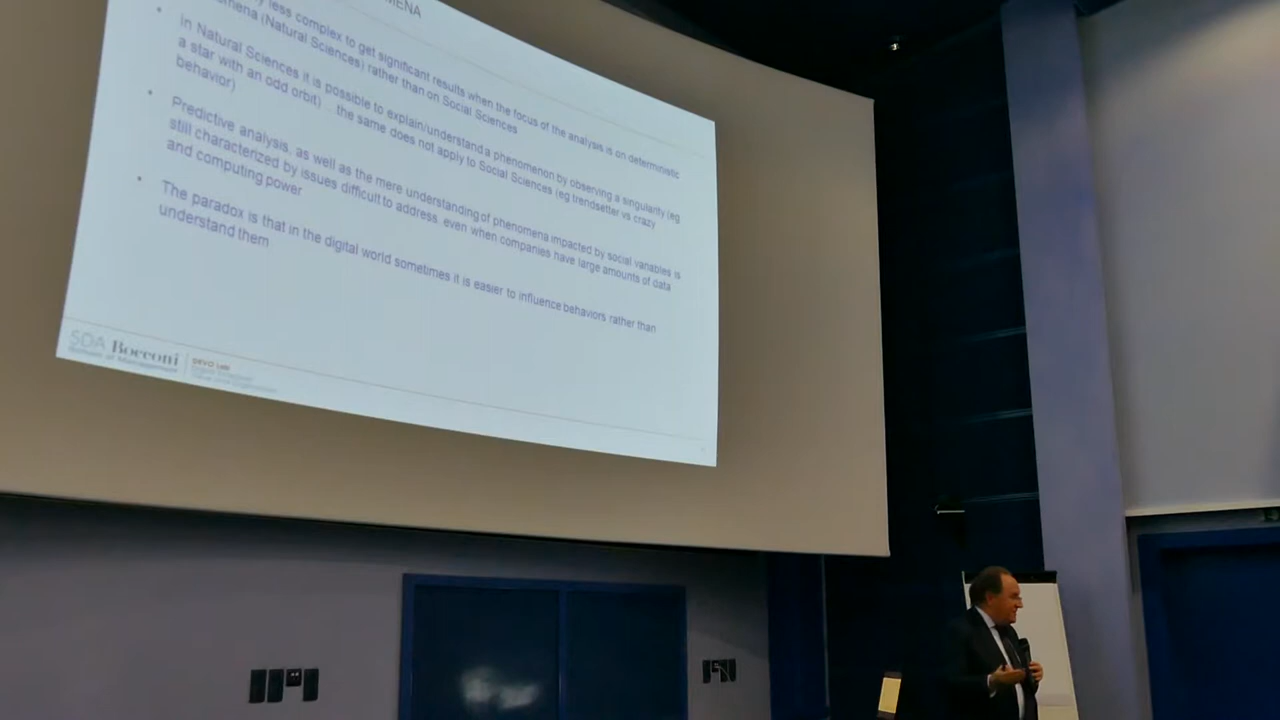 MENA
less complex to get significant results when the focus of the analysis is on deterministic
mena (Natural Sciences) rather than on Social Sciences
• In Natural Sciences it is possible to explain/understand a phenomenon by observing a singularity (eg
a star with an odd orbit)... the same does not apply to Social Sciences (eg trendsetter vs crazy
behavior)
• Predictive analysis, as well as the mere understanding of phenomena impacted by social variables is
still characterized by issues difficult to address, even when companies have large amounts of data
and computing power
• The paradox is that in the digital world sometimes it is easier to influence behaviors rather than
understand them
SDA Bocconi
School of Management
DEVO LAB